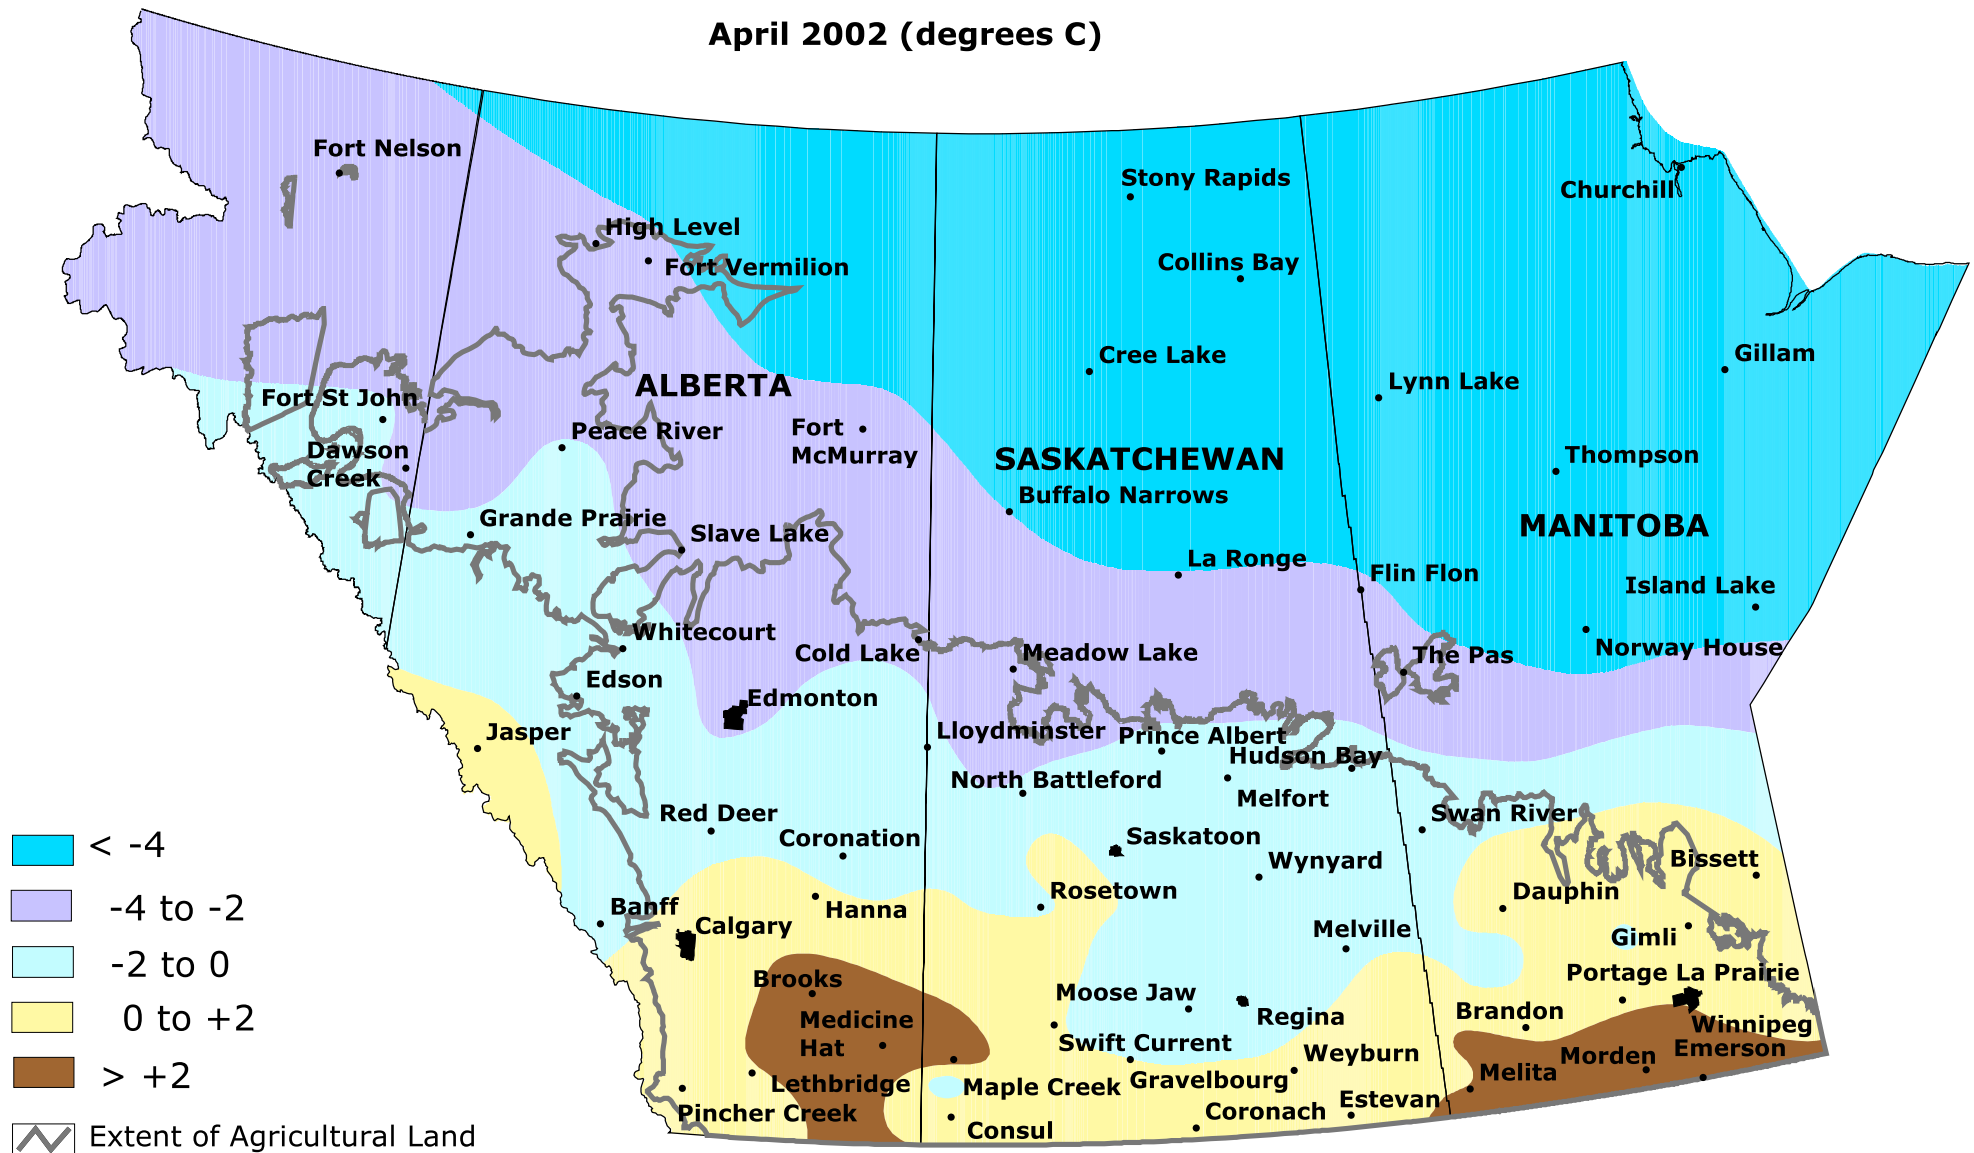 April 2002 (degrees C)
Fort Nelson
Stony Rapids
Churchill
High Level
Fort Vermilion
Collins Bay
Cree Lake
Gillam
ALBERTA
Lynn Lake
Fort St John
Peace River
Fort
McMurray
Dawson
Creek
SASKATCHEWAN
Thompson
Buffalo Narrows
Grande Prairie
Slave Lake
MANITOBA
La Ronge
Flin Flon
Island Lake
Whitecourt
Cold Lake
Meadow Lake
The Pas
Norway House
Edson
Edmonton
Jasper
Lloydminster
Prince Albert
Hudson Bay
North Battleford
Melfort
Red Deer
Coronation
Saskatoon
Swan River
Wynyard
Bissett
Rosetown
Dauphin
Banff
Hanna
Calgary
Melville
Gimli
Brooks
Portage La Prairie
Moose Jaw
Regina
Brandon
Winnipeg
Medicine
Hat
Swift Current
Weyburn
Morden
Emerson
Lethbridge
Maple Creek
Gravelbourg
Melita
Pincher Creek
Consul
Coronach
Estevan
< -4
-4 to -2
-2 to 0
0 to +2
> +2
Extent of Agricultural Land